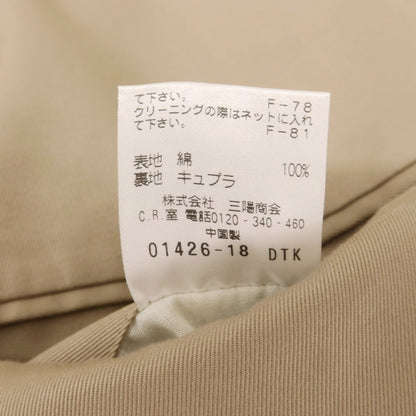 て下さい。 F-78
クリーニングの際はネットに入れ
て下さい。 F-81
表地 綿 100%
裏地 キュプラ
株式会社 三陽商会
C.R.室 電話0120-340-460
中国製
01426-18 DTK